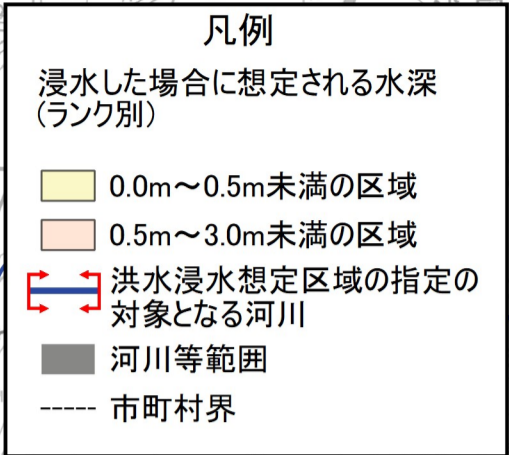 凡例
浸水した場合に想定される水深
(ランク別)
0.0m～0.5m未満の区域
0.5m～3.0m未満の区域
洪水浸水想定区域の指定の
対象となる河川
河川等範囲
市町村界